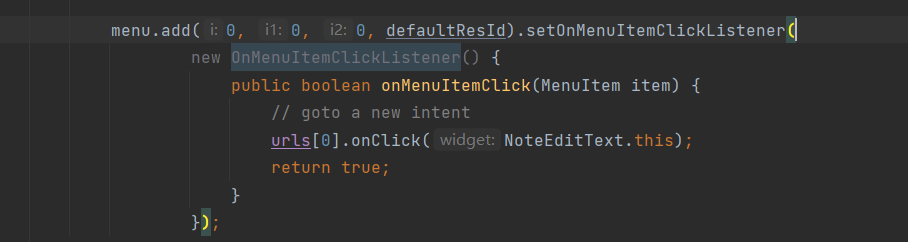 menu.add( i: 0, i1: 0, i2: 0, defaultResId).setOnMenuItemClickListener(
new OnMenuItemClickListener() {
public boolean onMenuItemClick(MenuItem item) {
// goto a new intent
urls[0].onClick( widget: NoteEditText.this);
return true;
}
});